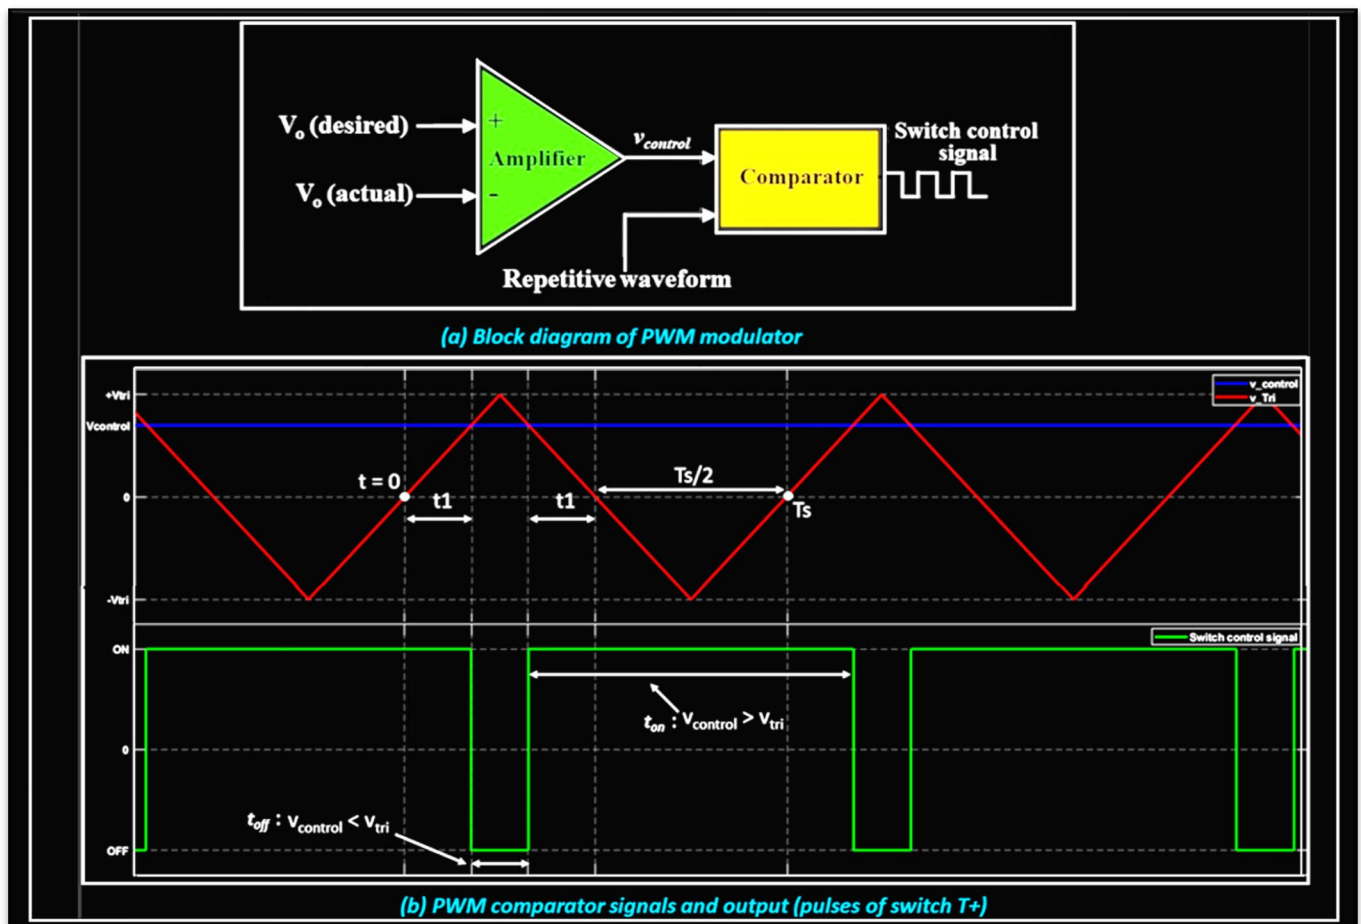 V₀ (desired)
+
Amplifier
V₀ (actual)
-
v_control
Comparator
Switch control
signal
Repetitive waveform
(a) Block diagram of PWM modulator
+Vtri
Vcontrol
0
-Vtri
v_control
v_Tri
t = 0
t1
t1
Ts/2
Ts
ON
0
OFF
Switch control signal
t_on : v_control > v_tri
t_off : v_control < v_tri
(b) PWM comparator signals and output (pulses of switch T+)